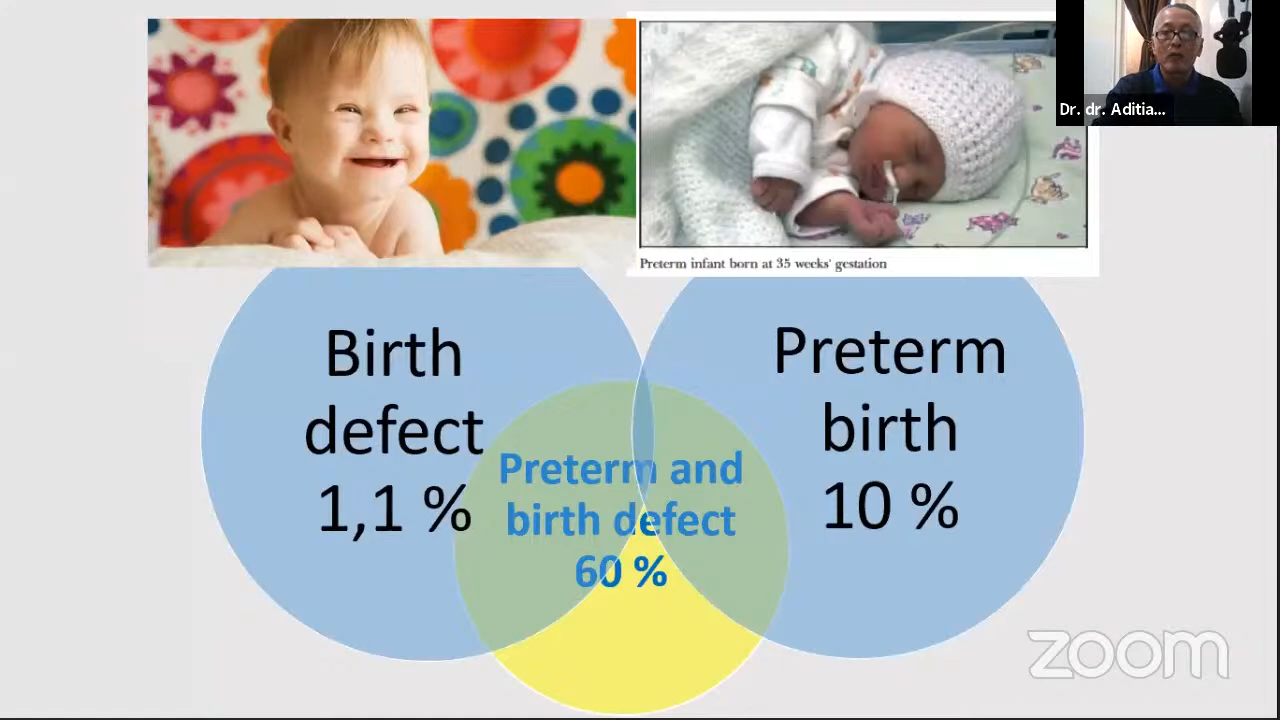 Dr. dr. Aditia...
Preterm infant born at 35 weeks' gestation
Birth
defect
1,1 %
Preterm and
birth defect
60 %
Preterm
birth
10 %
zoom